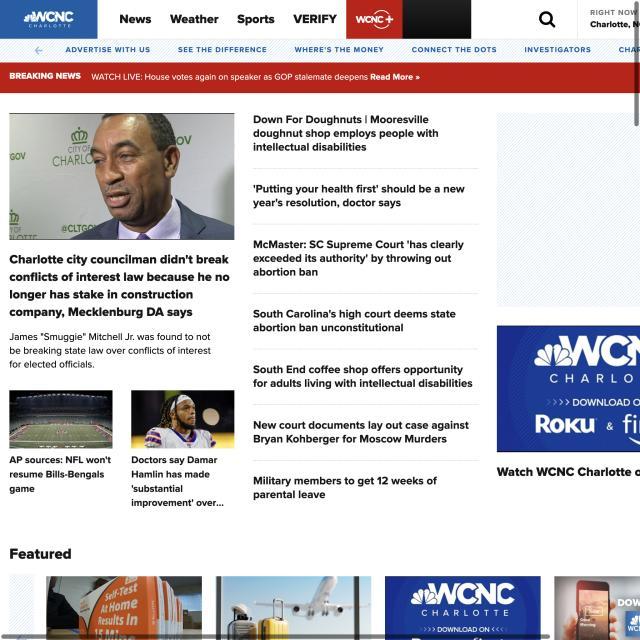 WCNC
CHARLOTTE
News Weather Sports VERIFY WCNC+
RIGHT NOW
Charlotte, N
ADVERTISE WITH US SEE THE DIFFERENCE WHERE'S THE MONEY CONNECT THE DOTS INVESTIGATORS CHAR
BREAKING NEWS WATCH LIVE: House votes again on speaker as GOP stalemate deepens Read More »
CITY OF
CHARLO
GOV
OV
@CLTGOV
Charlotte city councilman didn't break
conflicts of interest law because he no
longer has stake in construction
company, Mecklenburg DA says
James "Smuggie" Mitchell Jr. was found to not
be breaking state law over conflicts of interest
for elected officials.
AP sources: NFL won't
resume Bills-Bengals
game
Doctors say Damar
Hamlin has made
'substantial
improvement' over...
Down For Doughnuts | Mooresville
doughnut shop employs people with
intellectual disabilities
'Putting your health first' should be a new
year's resolution, doctor says
McMaster: SC Supreme Court 'has clearly
exceeded its authority' by throwing out
abortion ban
South Carolina's high court deems state
abortion ban unconstitutional
South End coffee shop offers opportunity
for adults living with intellectual disabilities
New court documents lay out case against
Bryan Kohberger for Moscow Murders
Military members to get 12 weeks of
parental leave
WCN
CHARLO
>>>> DOWNLOAD O
Roku & fi
Watch WCNC Charlotte o
Featured
Self-Test
At Home
Results In
15 Min
WCNC
CHARLOTTE
>>>> DOWNLOAD ON <<<<
DOW